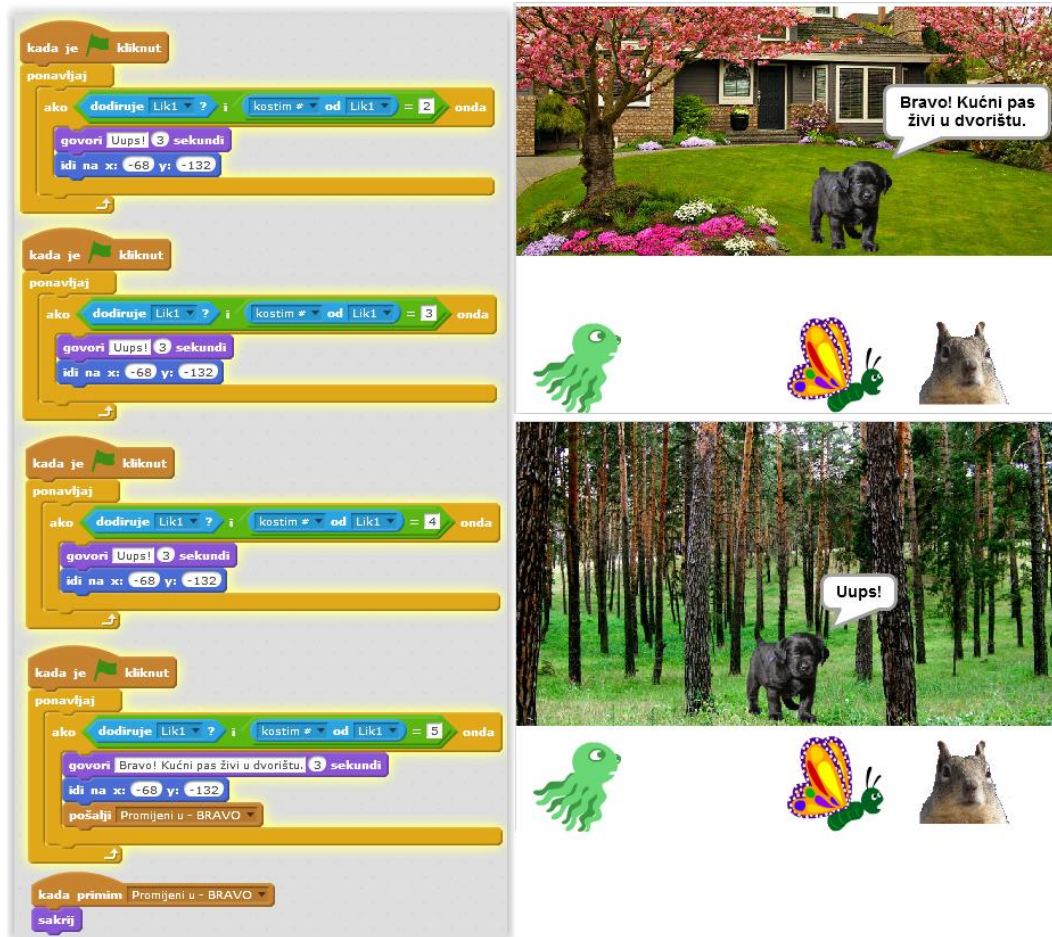 kada je kliknut
ponavljaj
ako dodiruje Lik1 ? i kostim # od Lik1 = 2 onda
govori Uups! 3 sekundi
idi na x: -68 y: -132
kada je kliknut
ponavljaj
ako dodiruje Lik1 ? i kostim # od Lik1 = 3 onda
govori Uups! 3 sekundi
idi na x: -68 y: -132
kada je kliknut
ponavljaj
ako dodiruje Lik1 ? i kostim # od Lik1 = 4 onda
govori Uups! 3 sekundi
idi na x: -68 y: -132
kada je kliknut
ponavljaj
ako dodiruje Lik1 ? i kostim # od Lik1 = 5 onda
govori Bravo! Kućni pas živi u dvorištu. 3 sekundi
idi na x: -68 y: -132
pošalji Promijeni u - BRAVO
kada primim Promijeni u - BRAVO
sakrij
Bravo! Kućni pas
živi u dvorištu.
Uups!